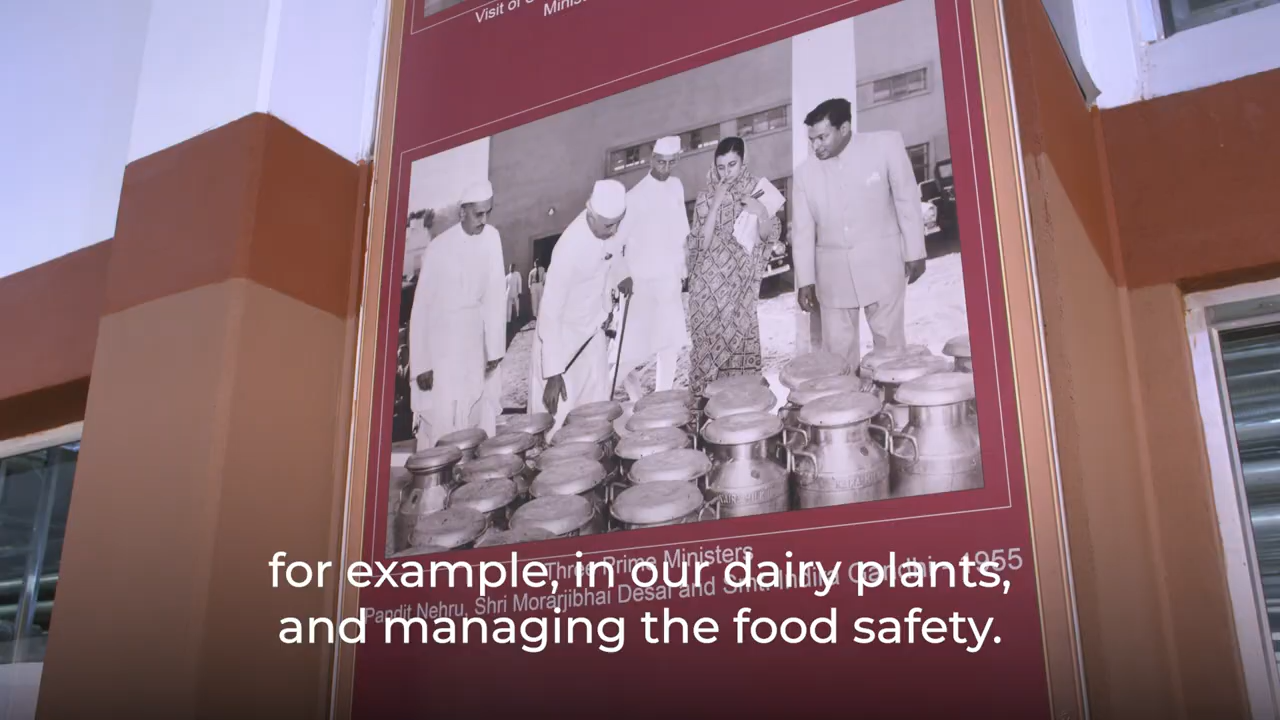 Visit of
Minis
Three Prime Ministers
Pandit Nehru, Shri Morarjibhai Desai and Smt. Indira Gandhi - 1955
for example, in our dairy plants,
and managing the food safety.